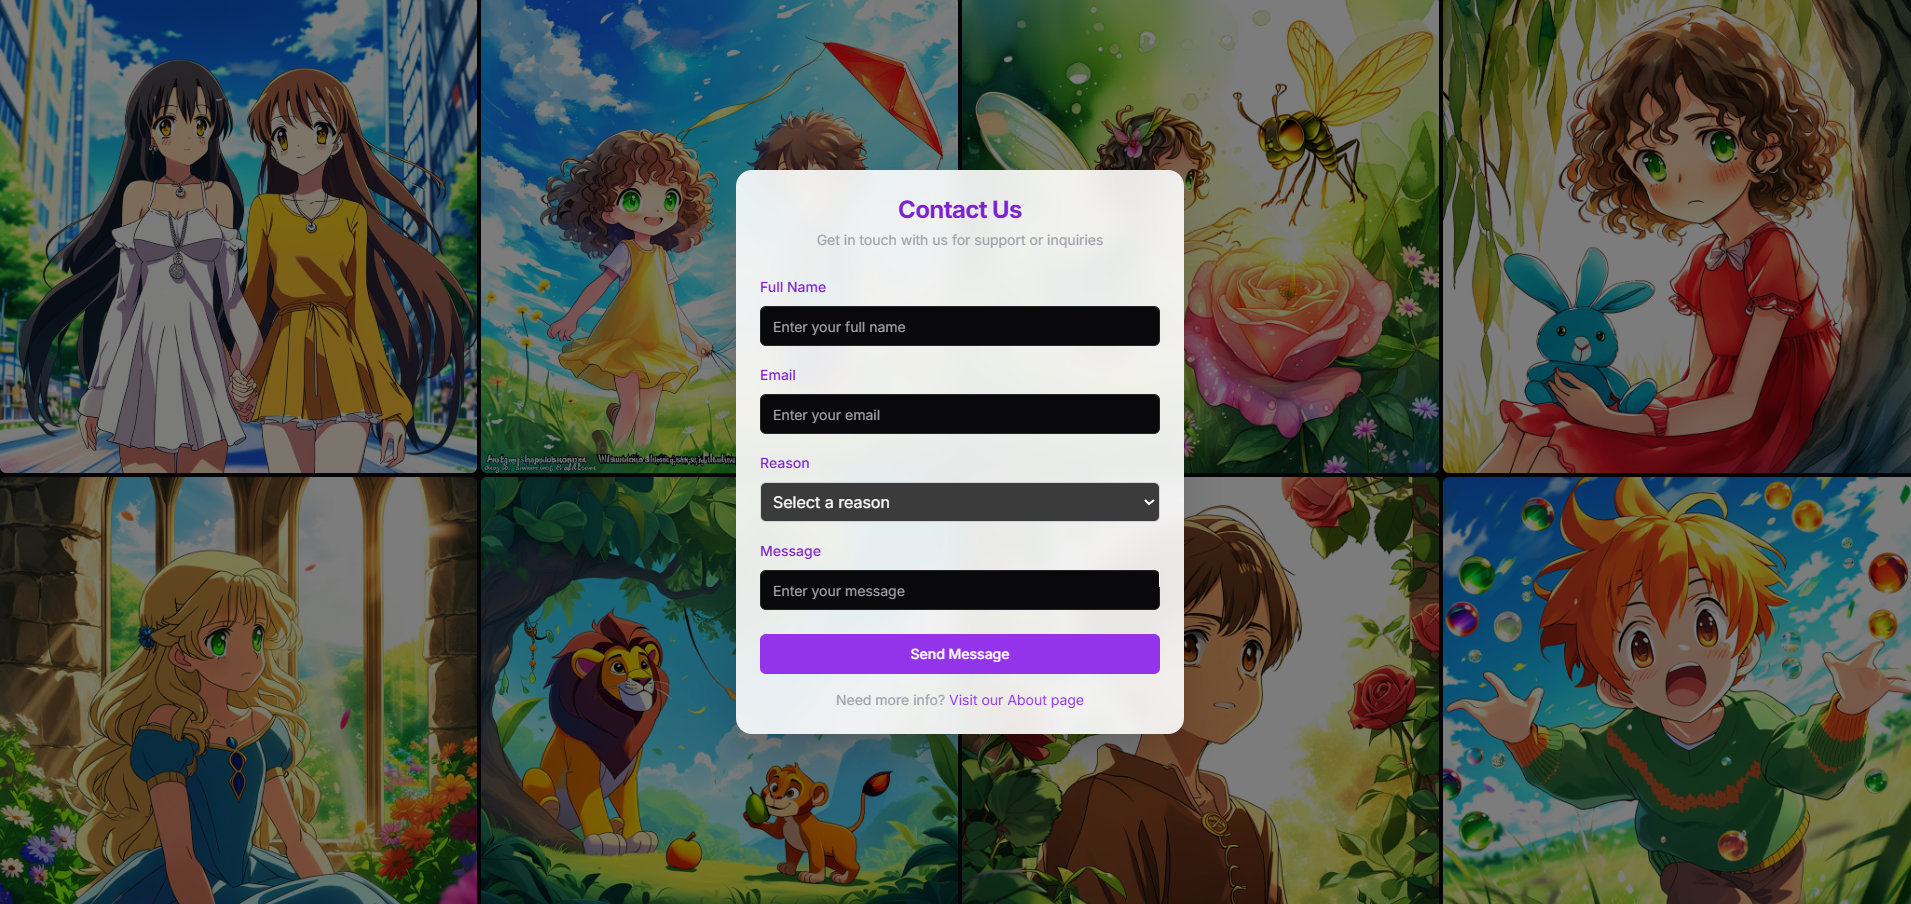 Contact Us
Get in touch with us for support or inquiries
Full Name
Enter your full name
Email
Enter your email
Reason
Select a reason
Message
Enter your message
Send Message
Need more info? Visit our About page